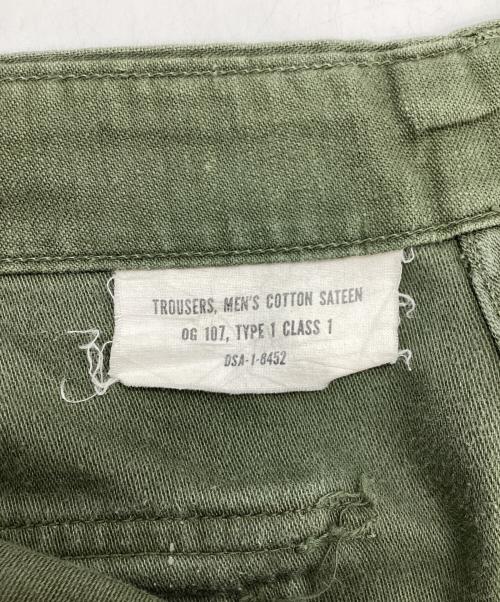 TROUSERS, MEN'S COTTON SATEEN
OG 107, TYPE 1 CLASS 1
DSA-1-8452